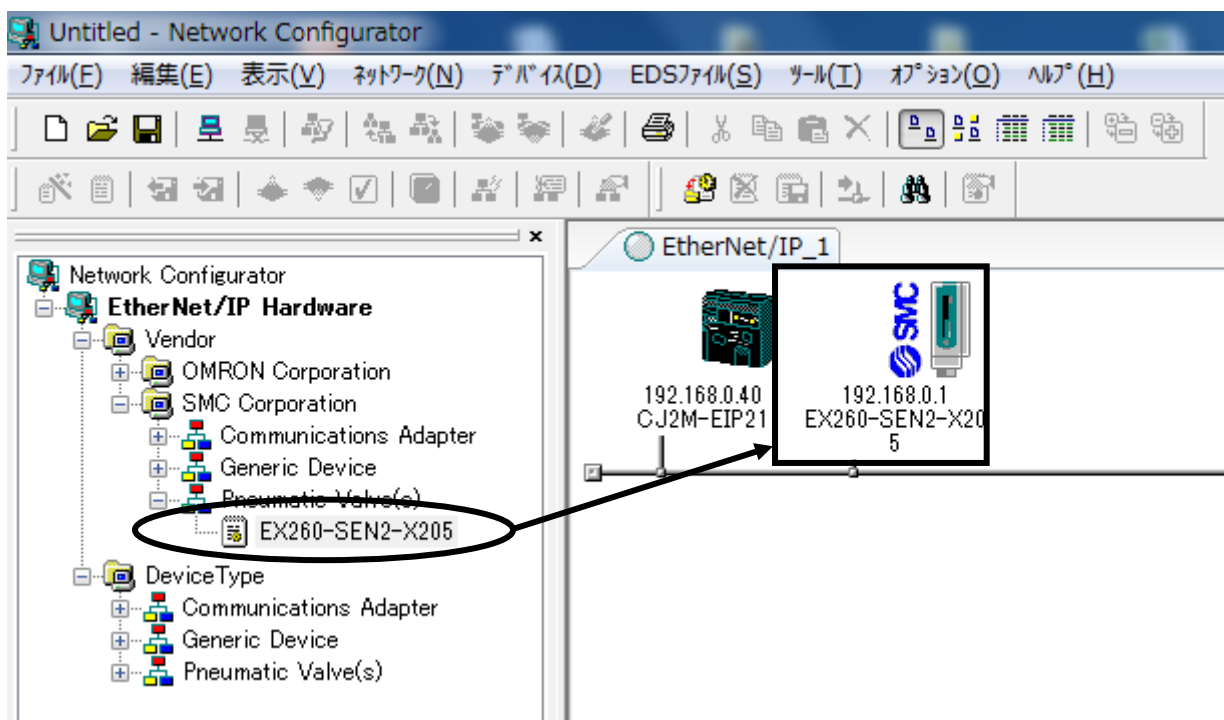 Untitled - Network Configurator
ファイル(F) 編集(E) 表示(V) ネットワーク(N) デバイス(D) EDSファイル(S) ツール(T) オプション(O) ヘルプ(H)
Network Configurator
EtherNet/IP Hardware
Vendor
OMRON Corporation
SMC Corporation
Communications Adapter
Generic Device
Pneumatic Valve(s)
EX260-SEN2-X205
DeviceType
Communications Adapter
Generic Device
Pneumatic Valve(s)
EtherNet/IP_1
SMC
192.168.0.40
CJ2M-EIP21
192.168.0.1
EX260-SEN2-X20
5